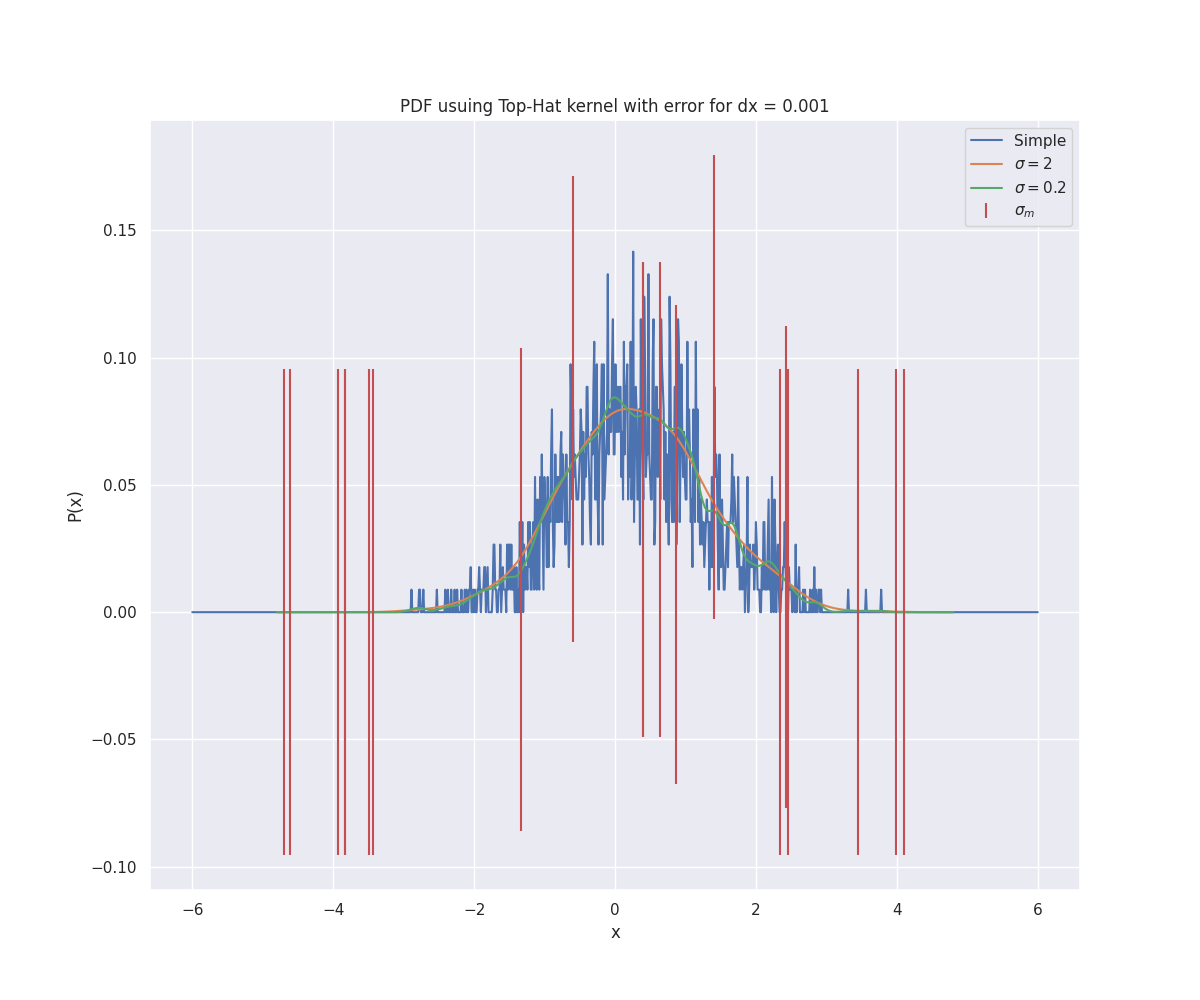 PDF usuing Top-Hat kernel with error for dx = 0.001
Simple
σ = 2
σ = 0.2
σₘ
P(x)
0.15
0.10
0.05
0.00
−0.05
−0.10
−6
−4
−2
0
2
4
6
x